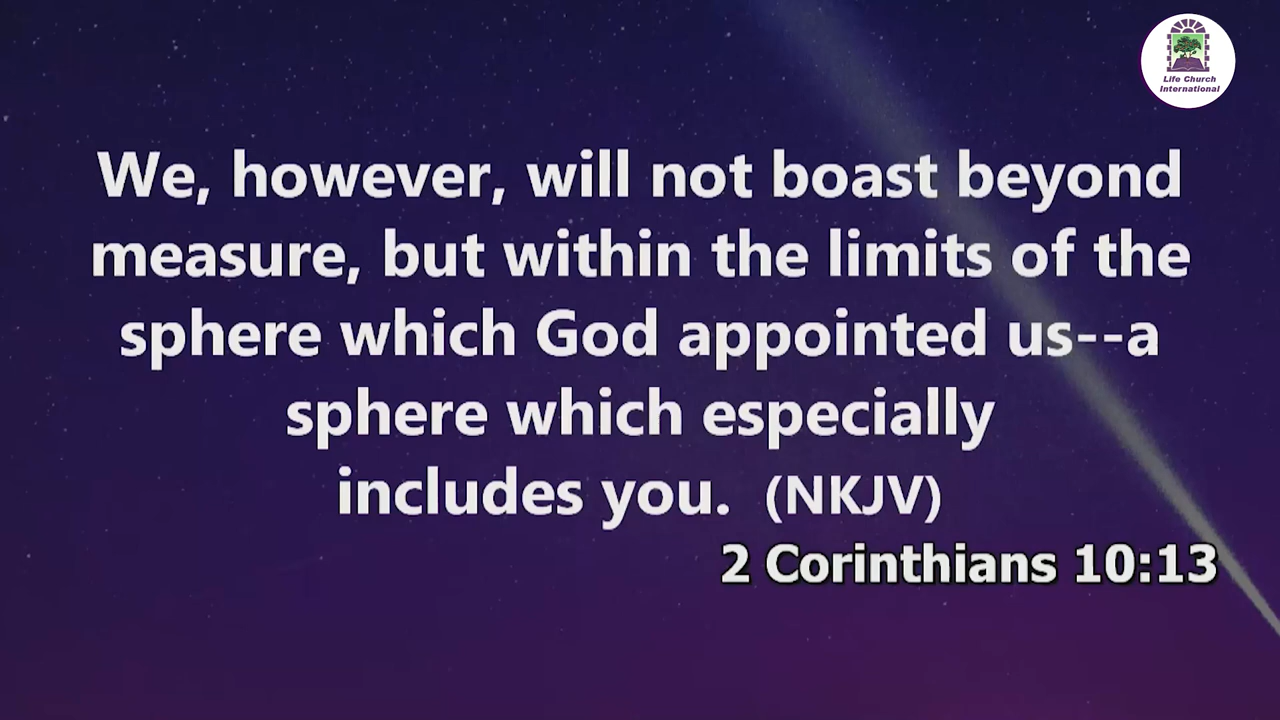 Life Church
International
We, however, will not boast beyond
measure, but within the limits of the
sphere which God appointed us--a
sphere which especially
includes you.  (NKJV)
2 Corinthians 10:13